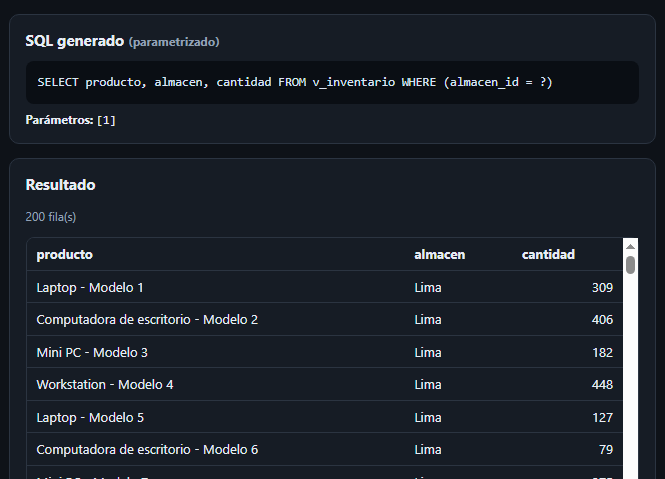 SQL generado (parametrizado)
SELECT producto, almacen, cantidad FROM v_inventario WHERE (almacen_id = ?)
Parámetros: [1]
Resultado
200 fila(s)
producto almacen cantidad
Laptop - Modelo 1 Lima 309
Computadora de escritorio - Modelo 2 Lima 406
Mini PC - Modelo 3 Lima 182
Workstation - Modelo 4 Lima 448
Laptop - Modelo 5 Lima 127
Computadora de escritorio - Modelo 6 Lima 79